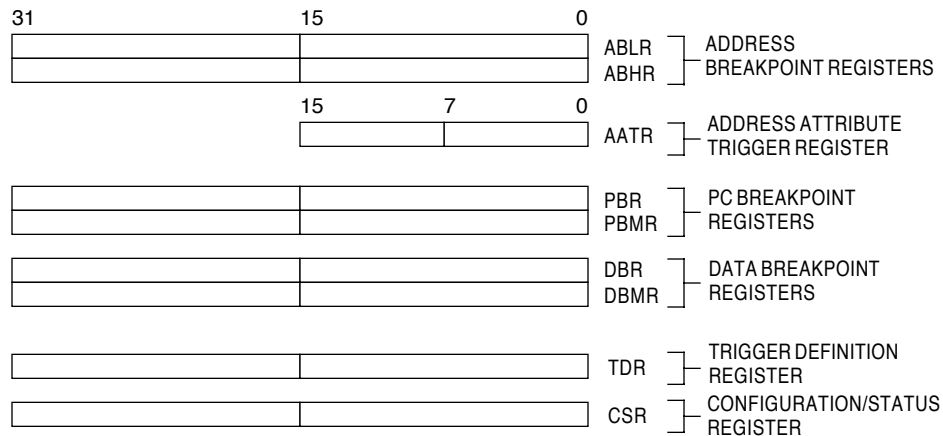 31 15 0
ABLR ADDRESS
ABHR BREAKPOINT REGISTERS
15 7 0
AATR ADDRESS ATTRIBUTE
TRIGGER REGISTER
PBR PC BREAKPOINT
PBMR REGISTERS
DBR DATA BREAKPOINT
DBMR REGISTERS
TDR TRIGGER DEFINITION
REGISTER
CSR CONFIGURATION/STATUS
REGISTER